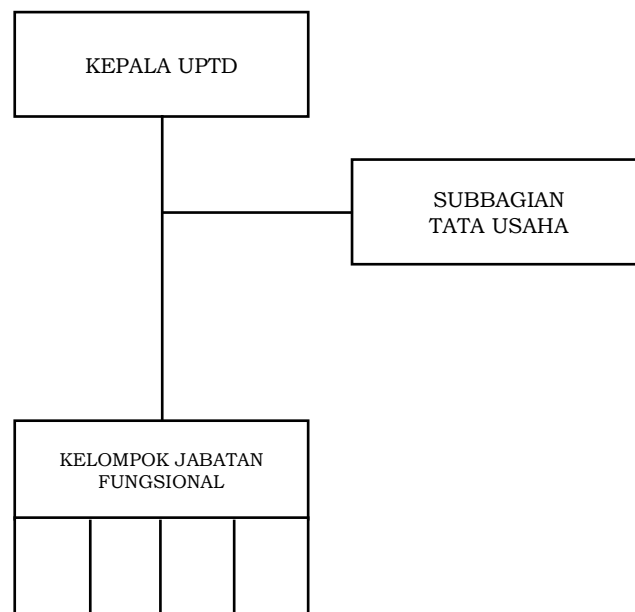 KEPALA UPTD
SUBBAGIAN
TATA USAHA
KELOMPOK JABATAN
FUNGSIONAL